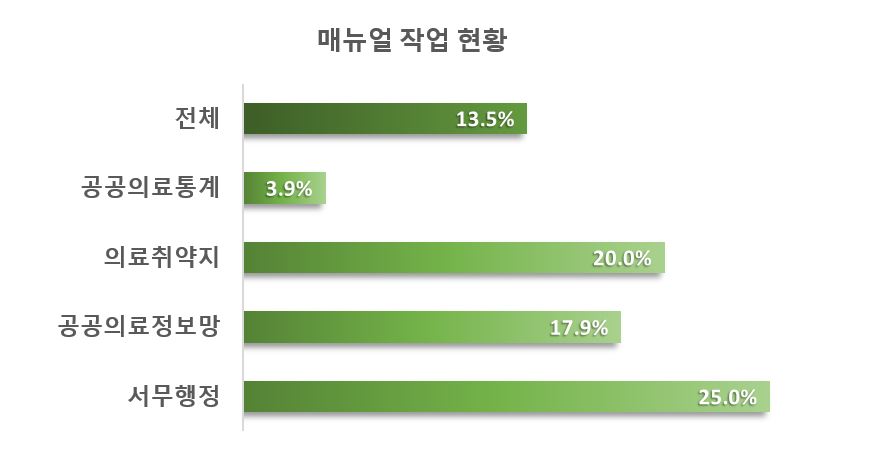 매뉴얼 작업 현황
전체 13.5%
공공의료통계 3.9%
의료취약지 20.0%
공공의료정보망 17.9%
서무행정 25.0%